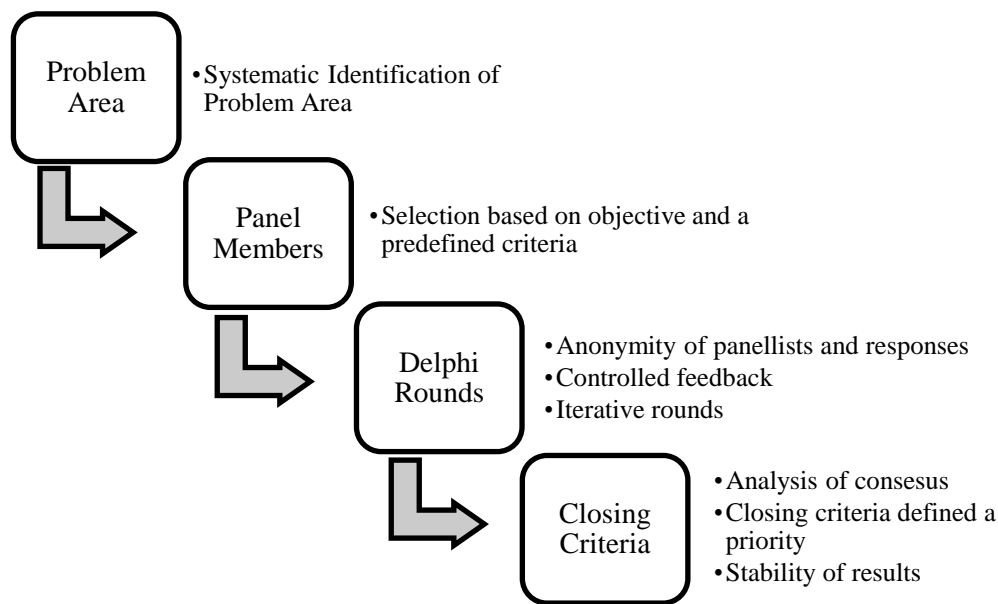 Problem
Area
•Systematic Identification of
Problem Area
Panel
Members
•Selection based on objective and a
predefined criteria
Delphi
Rounds
•Anonymity of panellists and responses
•Controlled feedback
•Iterative rounds
Closing
Criteria
•Analysis of consesus
•Closing criteria defined a
priority
•Stability of results